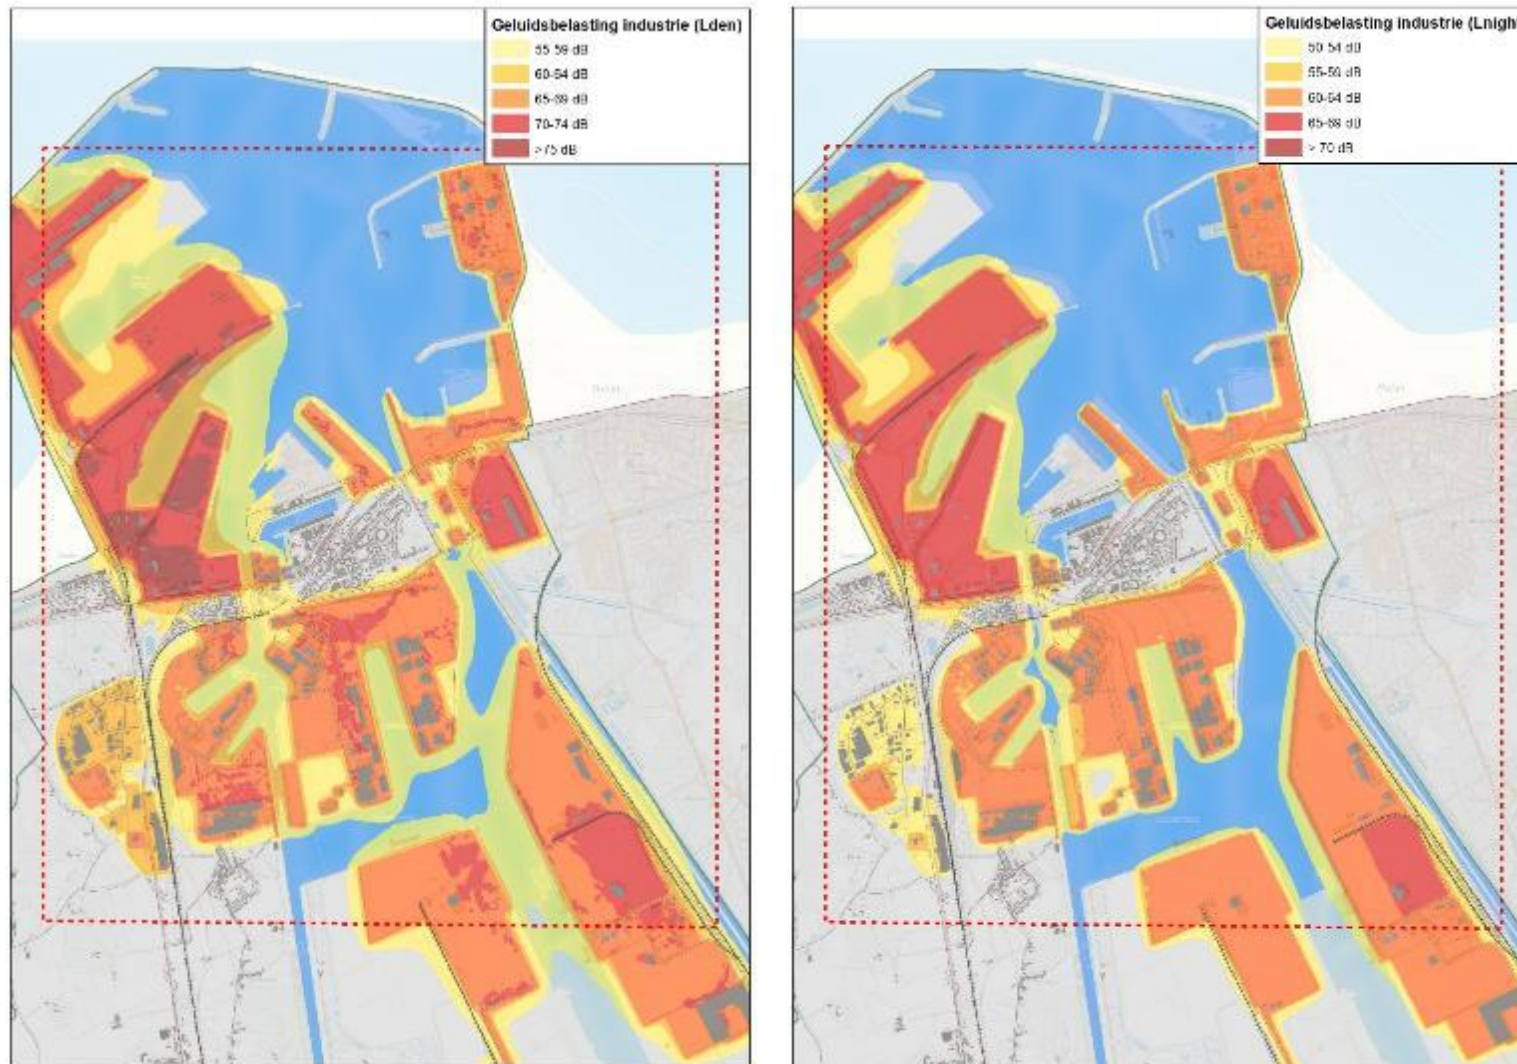 Geluidsbelasting industrie (Lden)
55-59 dB
60-64 dB
65-69 dB
70-74 dB
>75 dB
Geluidsbelasting industrie (Lnight
50-54 dB
55-59 dB
60-64 dB
65-69 dB
> 70 dB